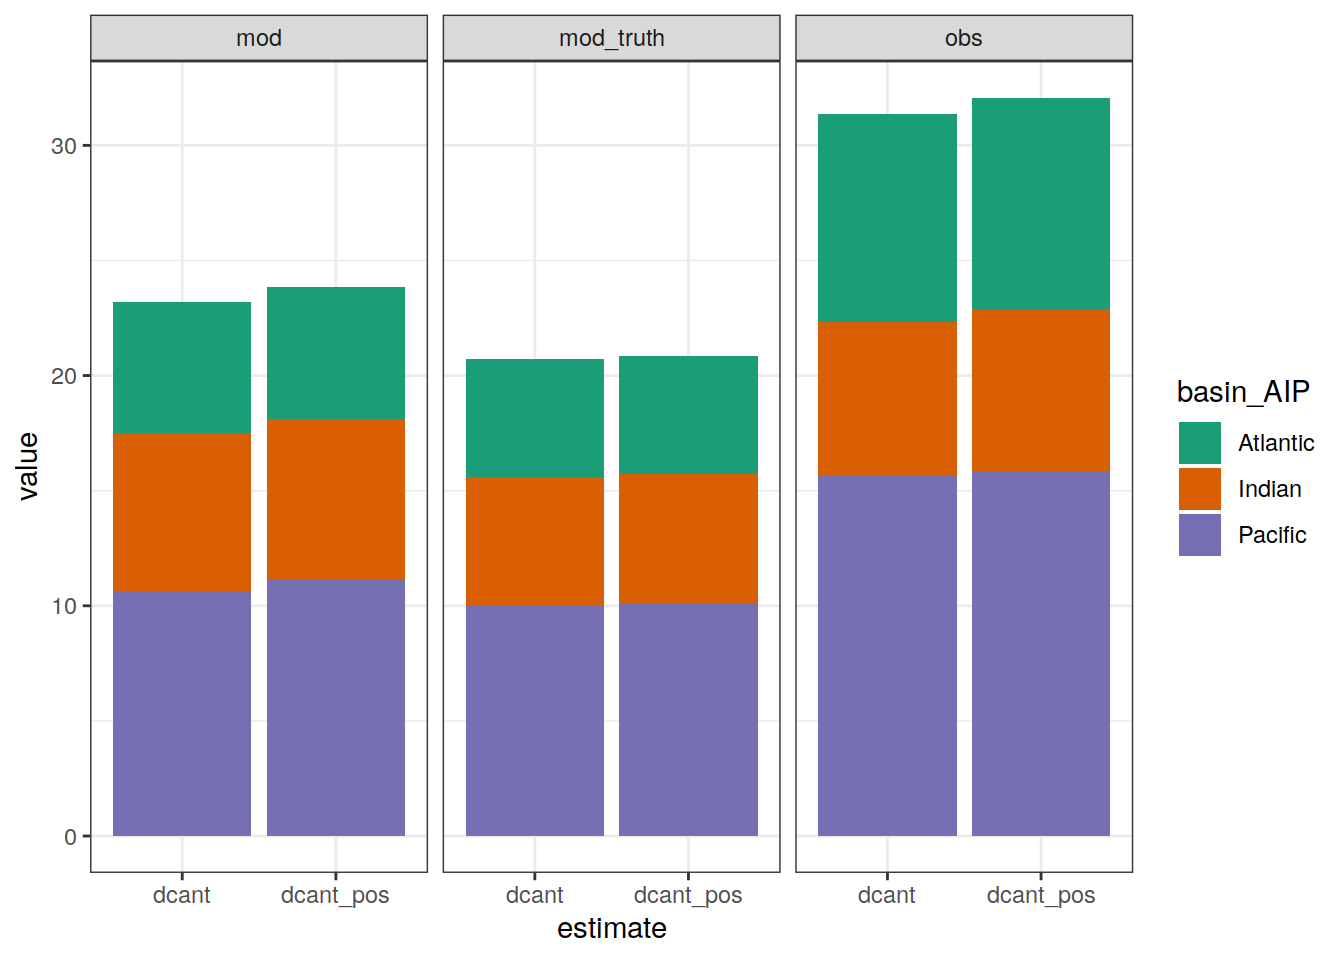 mod mod_truth obs
30
20
10
0
value
dcant dcant_pos dcant dcant_pos dcant dcant_pos
estimate
basin_AIP
Atlantic
Indian
Pacific